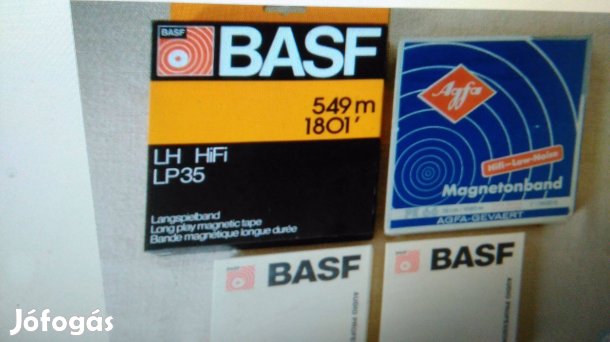 BASF
549 m
1801'
LH HiFi
LP35
Langspielband
Long play magnetic tape
Bande magnétique longue durée
Agfa
Hifi-Low-Noise
Magnetonband
AGFA-GEVAERT
BASF
BASF
Jófogás